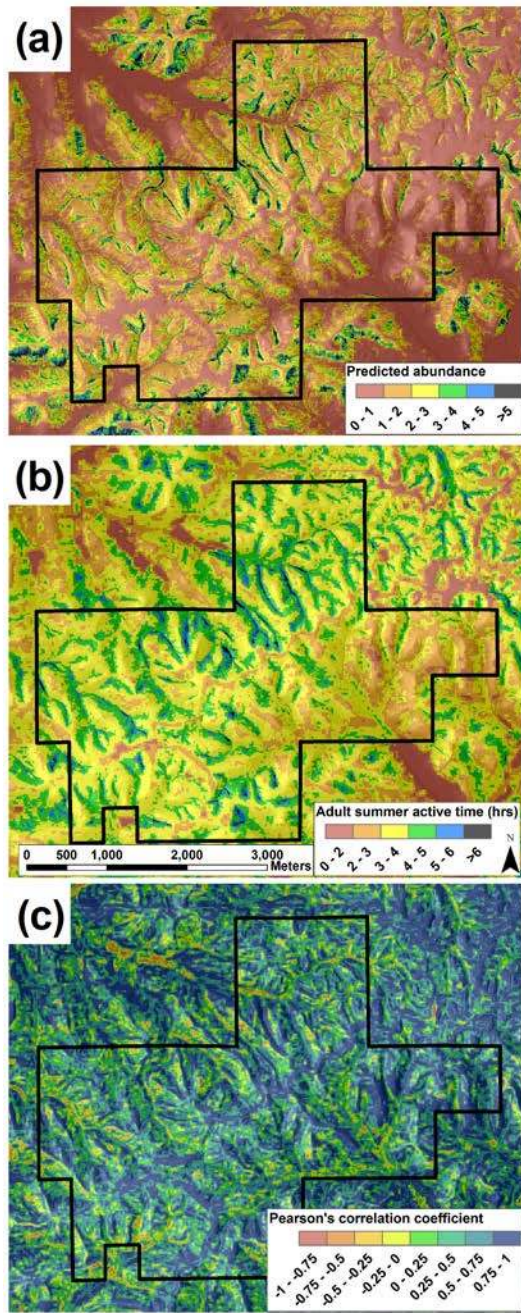 (a)
Predicted abundance
0 - 1
1 - 2
2 - 3
3 - 4
4 - 5
>5
(b)
Adult summer active time (hrs)
0 - 2
2 - 3
3 - 4
4 - 5
5 - 6
>6
N
0 500 1,000 2,000 3,000
Meters
(c)
Pearson's correlation coefficient
-1 - -0.75
-0.75 - -0.5
-0.5 - -0.25
-0.25 - 0
0 - 0.25
0.25 - 0.5
0.5 - 0.75
0.75 - 1